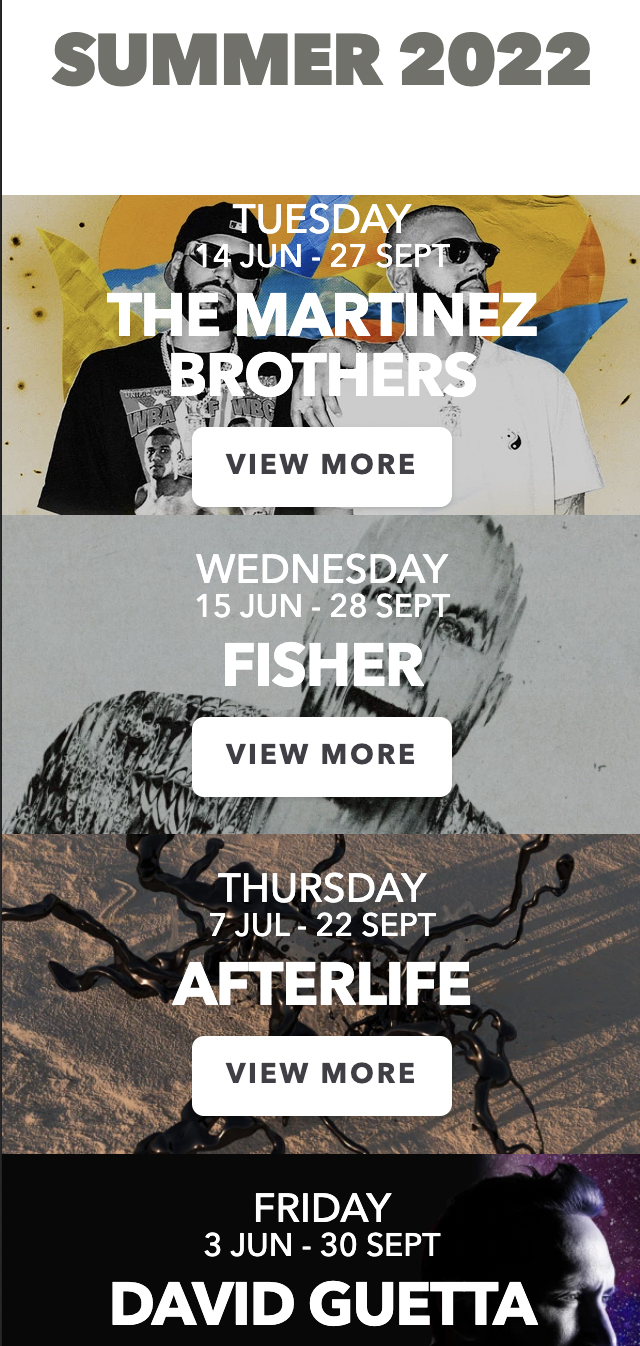 SUMMER 2022
TUESDAY
14 JUN - 27 SEPT
THE MARTINEZ
BROTHERS
VIEW MORE
WEDNESDAY
15 JUN - 28 SEPT
FISHER
VIEW MORE
THURSDAY
7 JUL - 22 SEPT
AFTERLIFE
VIEW MORE
FRIDAY
3 JUN - 30 SEPT
DAVID GUETTA